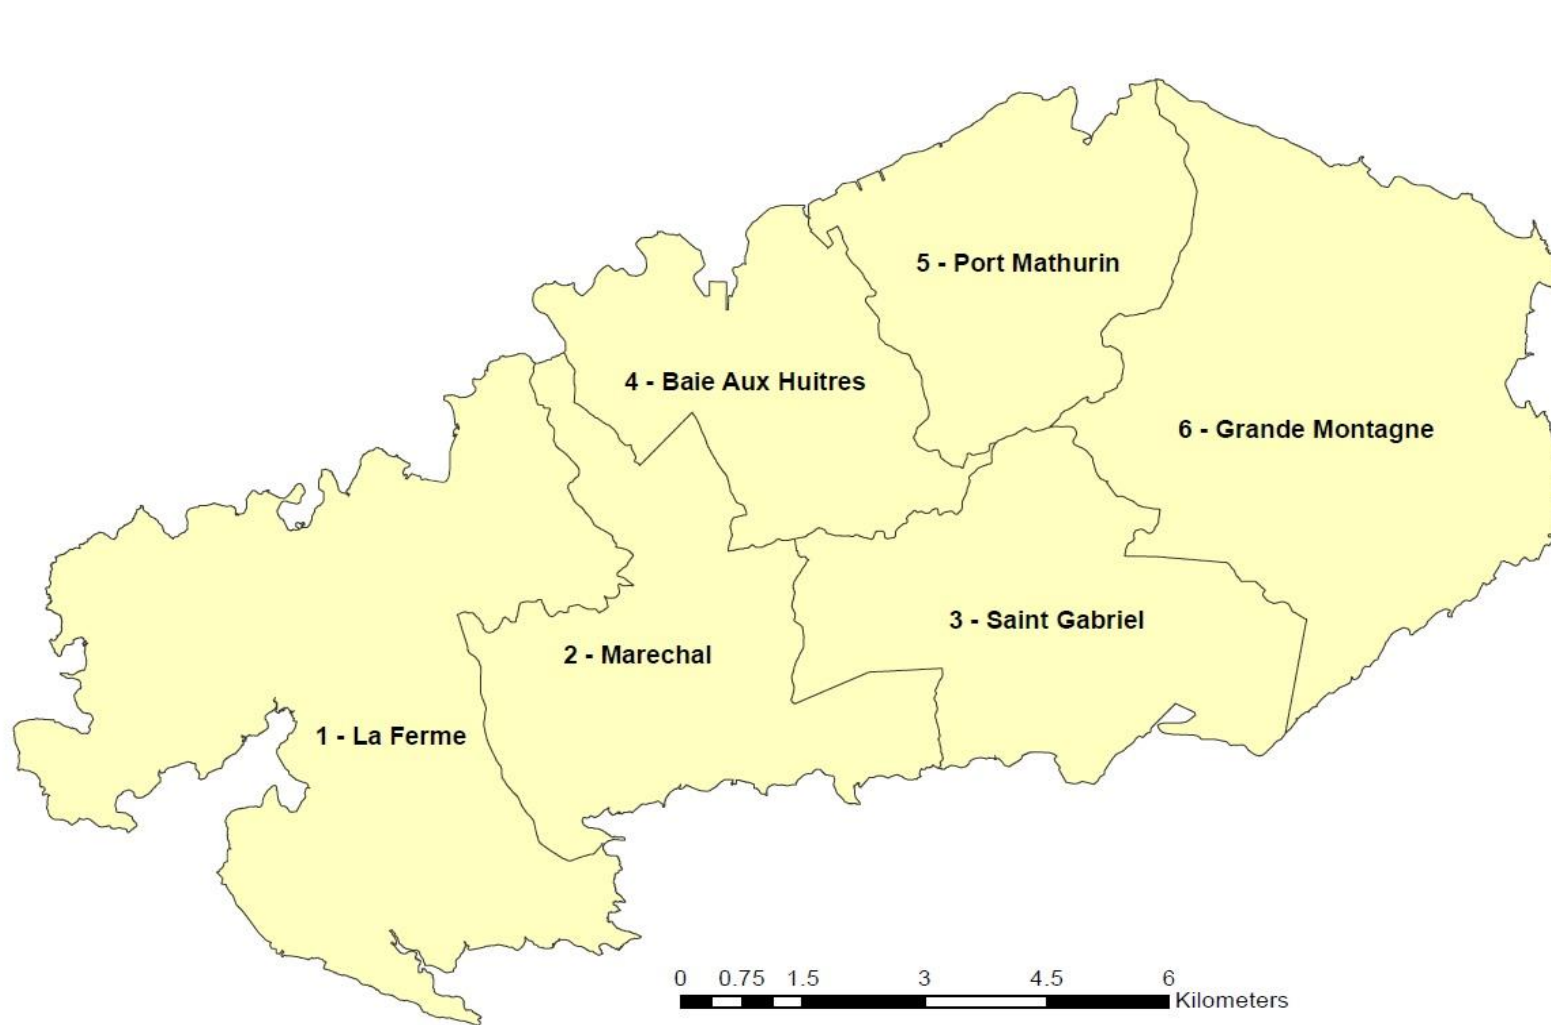 5 - Port Mathurin
4 - Baie Aux Huitres
6 - Grande Montagne
3 - Saint Gabriel
2 - Marechal
1 - La Ferme
0 0.75 1.5 3 4.5 6
Kilometers